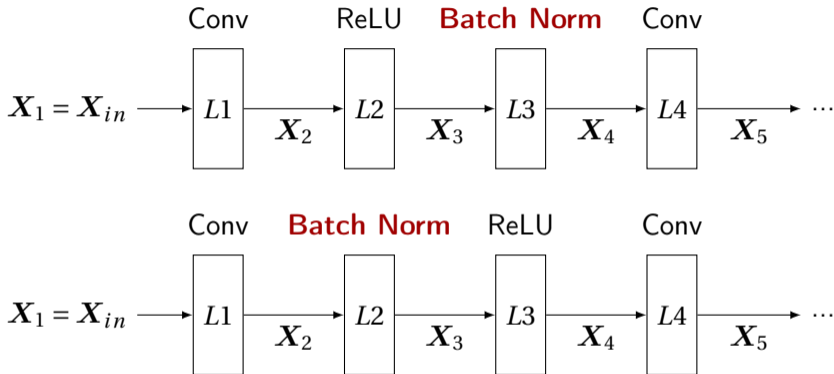 Conv ReLU Batch Norm Conv
X₁ = Xᵢₙ L1 L2 L3 L4 ⋯
X₂ X₃ X₄ X₅
Conv Batch Norm ReLU Conv
X₁ = Xᵢₙ L1 L2 L3 L4 ⋯
X₂ X₃ X₄ X₅